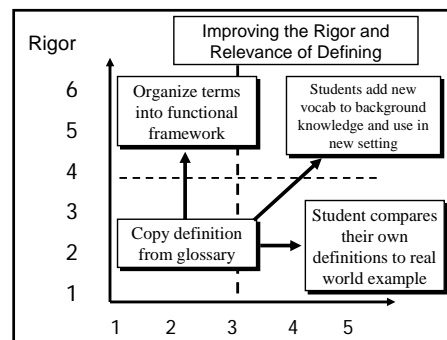 Improving the Rigor and
Relevance of Defining
Rigor
6
5
4
3
2
1
Organize terms
into functional
framework
Students add new
vocab to background
knowledge and use in
new setting
Copy definition
from glossary
Student compares
their own
definitions to real
world example
1 2 3 4 5